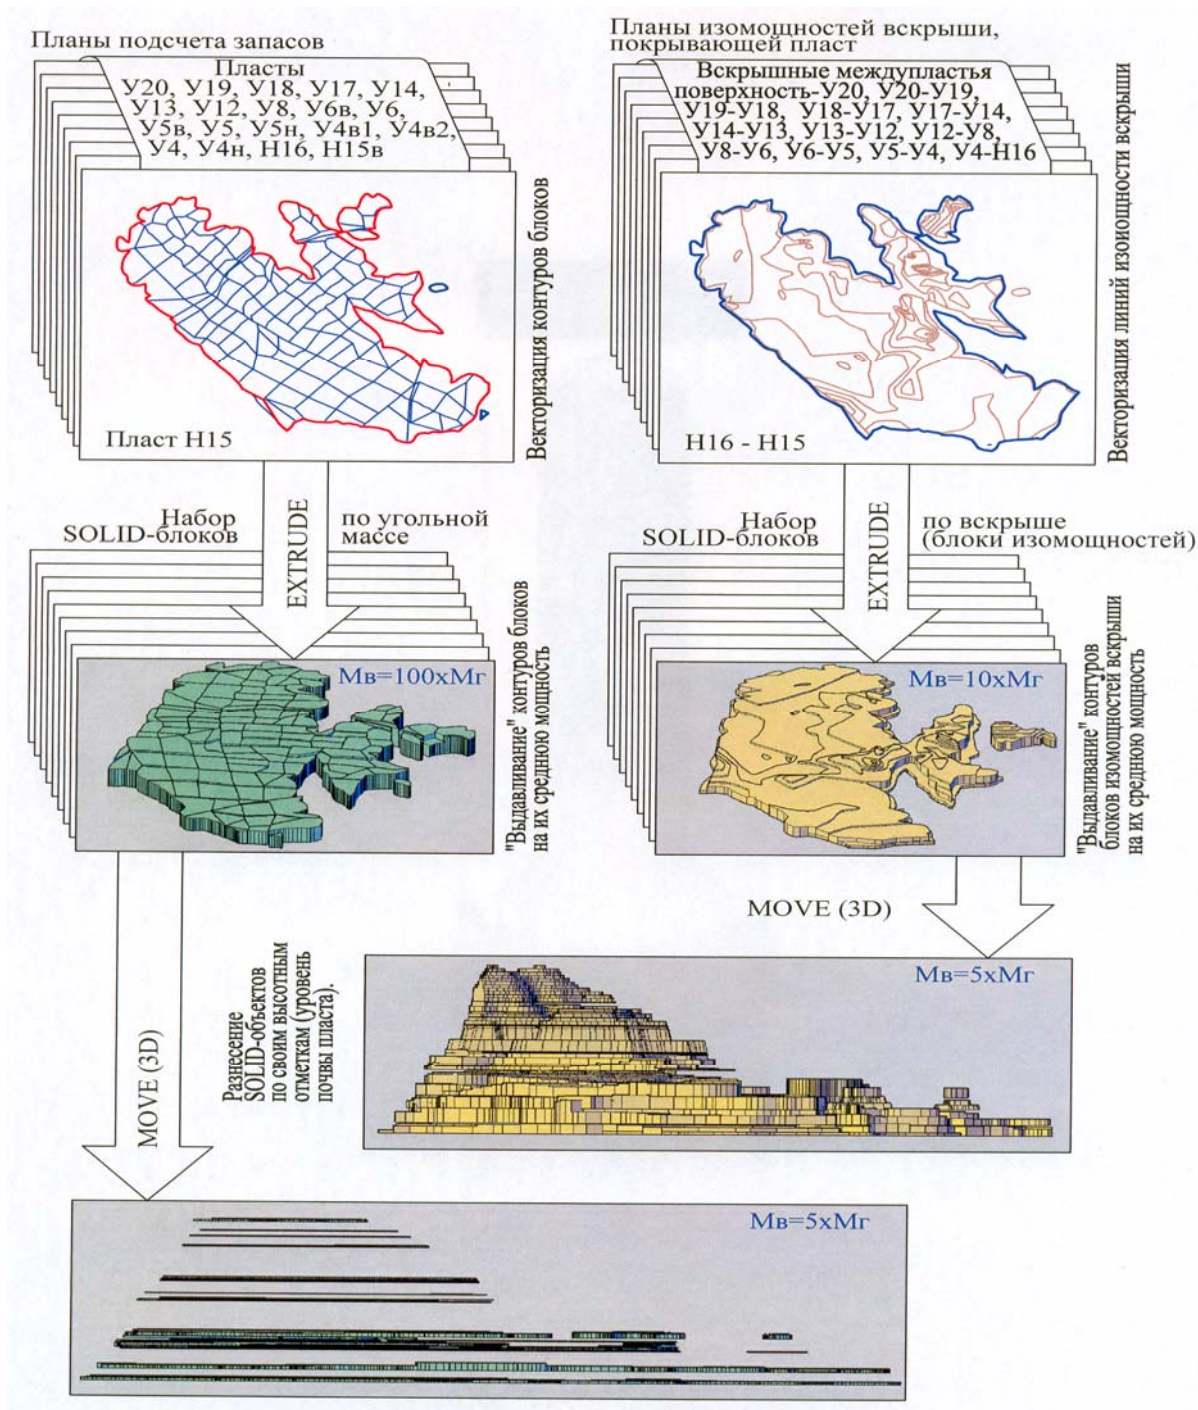 Планы подсчета запасов
Пласты
У20, У19, У18, У17, У14,
У13, У12, У8, У6в, У6,
У5в, У5, У5н, У4в1, У4в2,
У4, У4н, Н16, Н15в
Пласт Н15
Векторизация контуров блоков
Планы изомощностей вскрыши,
покрывающей пласт
Вскрышные междупластья
поверхность-У20, У20-У19,
У19-У18, У18-У17, У17-У14,
У14-У13, У13-У12, У12-У8,
У8-У6, У6-У5, У5-У4, У4-Н16
Н16 - Н15
Векторизация линий изомощности вскрыши
Набор
SOLID-блоков
EXTRUDE
по угольной
массе
Мв=100хМг
"Выдавливание" контуров блоков
на их среднюю мощность
Набор
SOLID-блоков
EXTRUDE
по вскрыше
(блоки изомощностей)
Мв=10хМг
"Выдавливание" контуров
блоков изомощностей вскрыши
на их среднюю мощность
MOVE (3D)
MOVE (3D)
Разнесение
SOLID-объектов
по своим высотным
отметкам (уровень
почвы пласта).
Мв=5хМг
Мв=5хМг